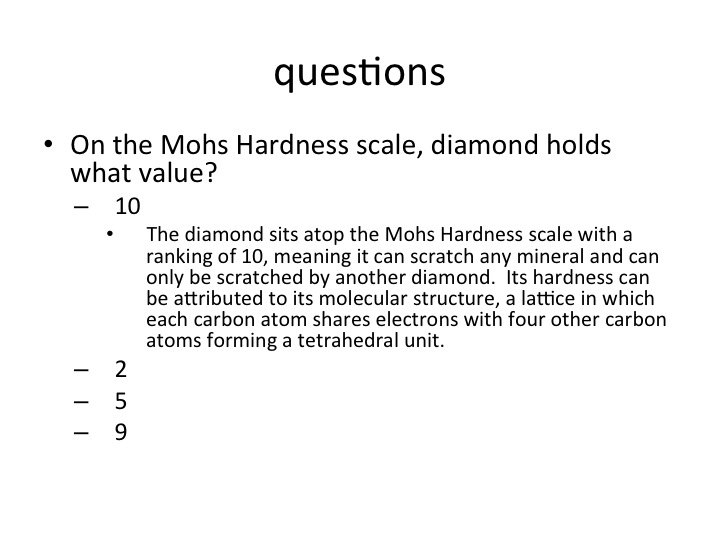 questions
• On the Mohs Hardness scale, diamond holds
what value?
– 10
• The diamond sits atop the Mohs Hardness scale with a
ranking of 10, meaning it can scratch any mineral and can
only be scratched by another diamond.  Its hardness can
be attributed to its molecular structure, a lattice in which
each carbon atom shares electrons with four other carbon
atoms forming a tetrahedral unit.
– 2
– 5
– 9